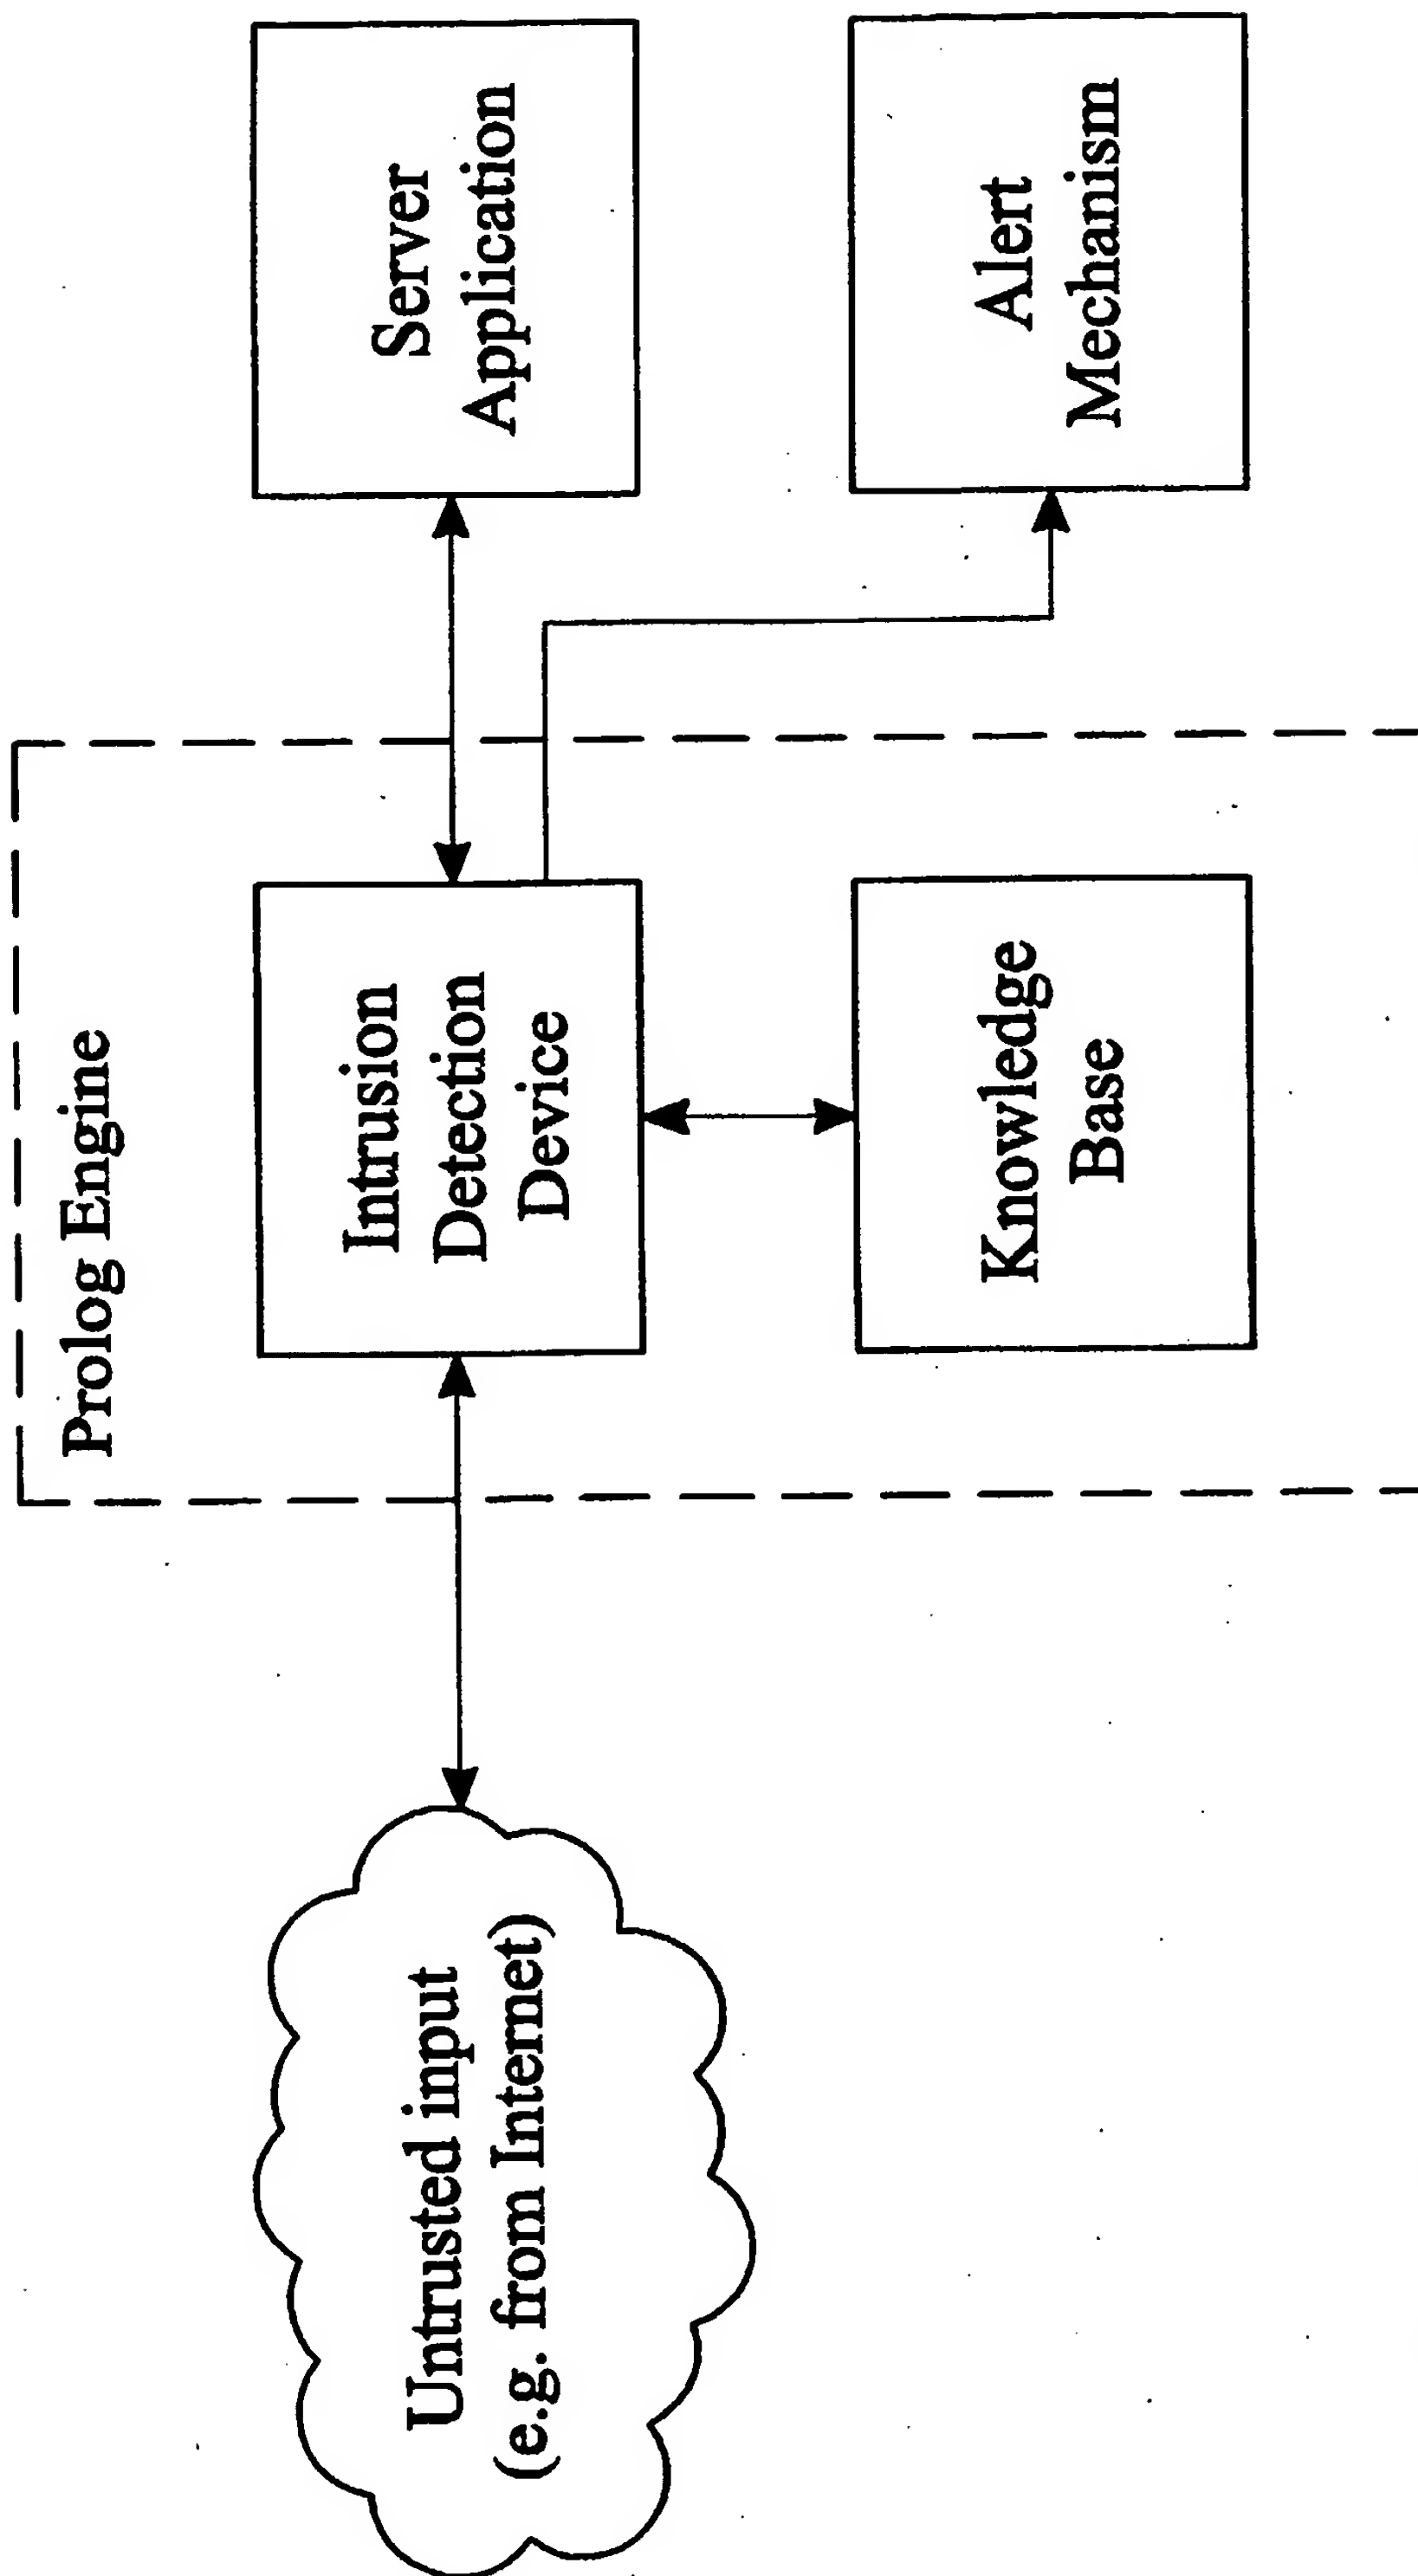 Prolog Engine
Untrusted input
(e.g. from Internet)
Intrusion
Detection
Device
Server
Application
Knowledge
Base
Alert
Mechanism